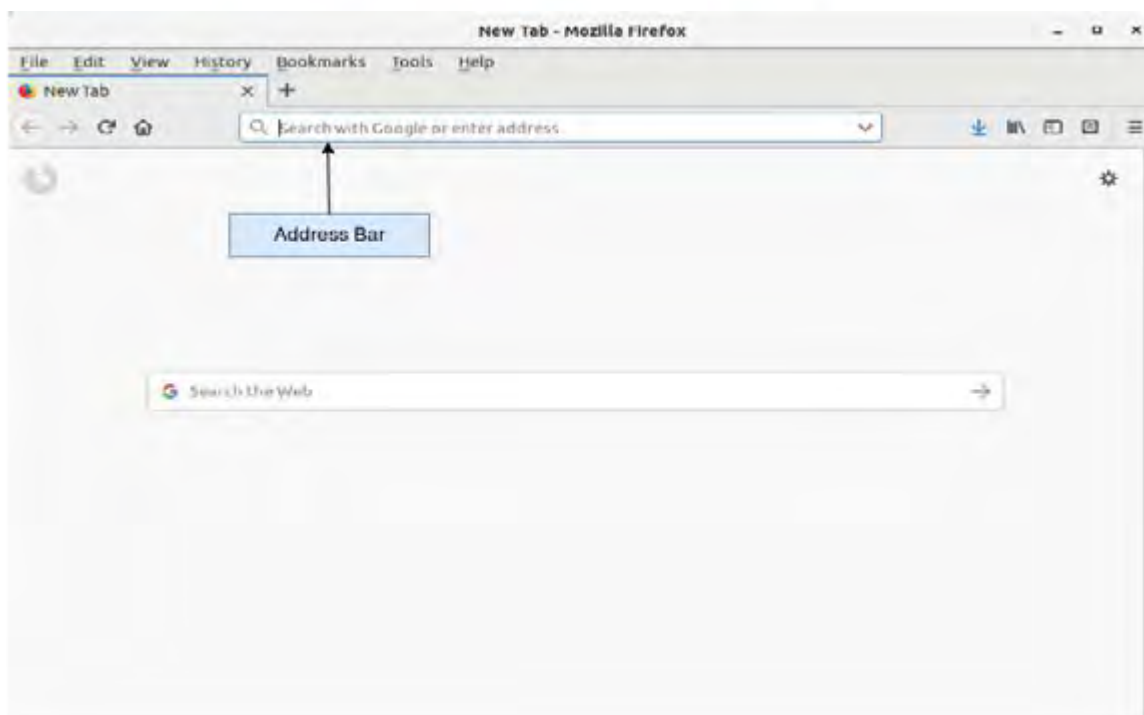 New Tab - Mozilla Firefox
File Edit View History Bookmarks Tools Help
New Tab
Search with Google or enter address
Address Bar
Search the Web